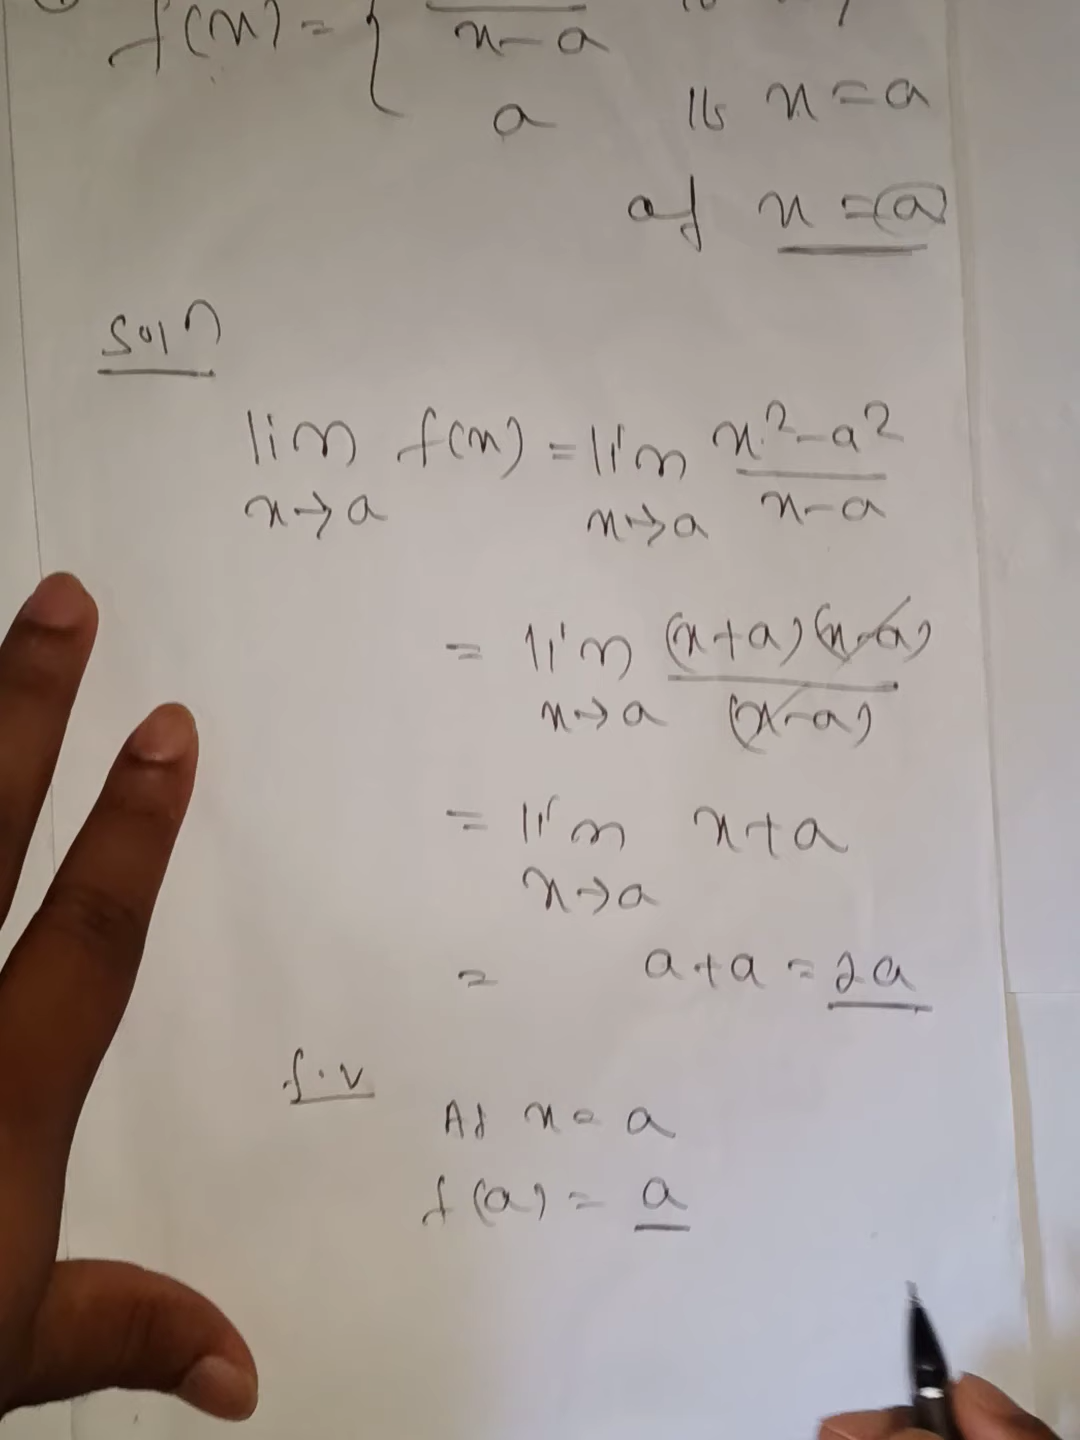 f(x) = { x-a
a if x = a
at x = a
Soln
lim f(x) = lim x²-a²
x→a x→a x-a
= lim (x+a)(x-a)
x→a (x-a)
= lim x+a
x→a
= a+a = 2a
f.v
At x = a
f(a) = a